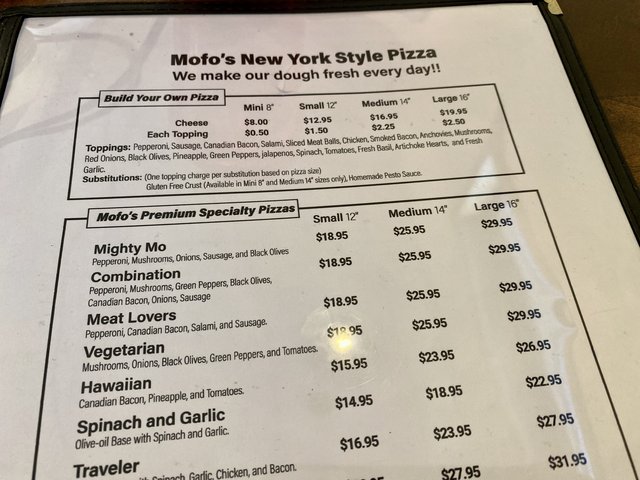 Mofo's New York Style Pizza
We make our dough fresh every day!!
Build Your Own Pizza
Mini 8" Small 12" Medium 14" Large 16"
Cheese $8.00 $12.95 $16.95 $19.95
Each Topping $0.50 $1.50 $2.25 $2.50
Toppings: Pepperoni, Sausage, Canadian Bacon, Salami, Sliced Meat Balls, Chicken, Smoked Bacon, Anchovies, Mushrooms,
Red Onions, Black Olives, Pineapple, Green Peppers, jalapenos, Spinach, Tomatoes, Fresh Basil, Artichoke Hearts, and Fresh
Garlic.
Substitutions: (One topping charge per substitution based on pizza size)
Gluten Free Crust (Available in Mini 8" and Medium 14" sizes only), Homemade Pesto Sauce.
Mofo's Premium Specialty Pizzas
Small 12" Medium 14" Large 16"
Mighty Mo $18.95 $25.95 $29.95
Pepperoni, Mushrooms, Onions, Sausage, and Black Olives
Combination $18.95 $25.95 $29.95
Pepperoni, Mushrooms, Green Peppers, Black Olives,
Canadian Bacon, Onions, Sausage
Meat Lovers $18.95 $25.95 $29.95
Pepperoni, Canadian Bacon, Salami, and Sausage.
Vegetarian $18.95 $25.95 $29.95
Mushrooms, Onions, Black Olives, Green Peppers, and Tomatoes.
Hawaiian $15.95 $23.95 $26.95
Canadian Bacon, Pineapple, and Tomatoes.
Spinach and Garlic $14.95 $18.95 $22.95
Olive-oil Base with Spinach and Garlic.
Traveler $16.95 $23.95 $27.95
Spinach, Garlic, Chicken, and Bacon.
$27.95 $31.95